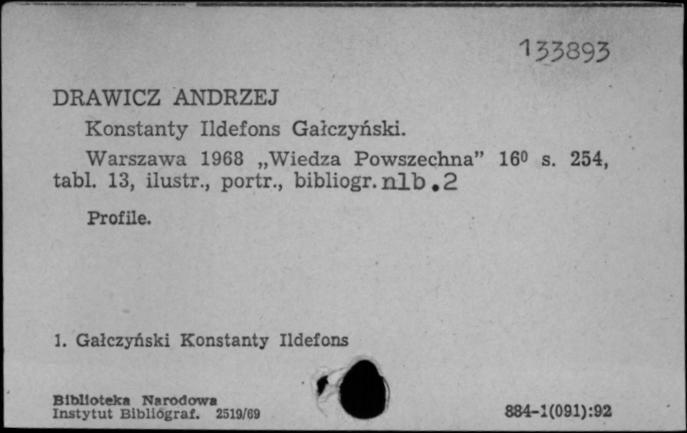 133893
DRAWICZ ANDRZEJ
Konstanty Ildefons Gałczyński.
Warszawa 1968 „Wiedza Powszechna” 16⁰ s. 254,
tabl. 13, ilustr., portr., bibliogr. nlb.2
Profile.
1. Gałczyński Konstanty Ildefons
Biblioteka Narodowa
Instytut Bibliograf. 2519/69
884-1(091):92